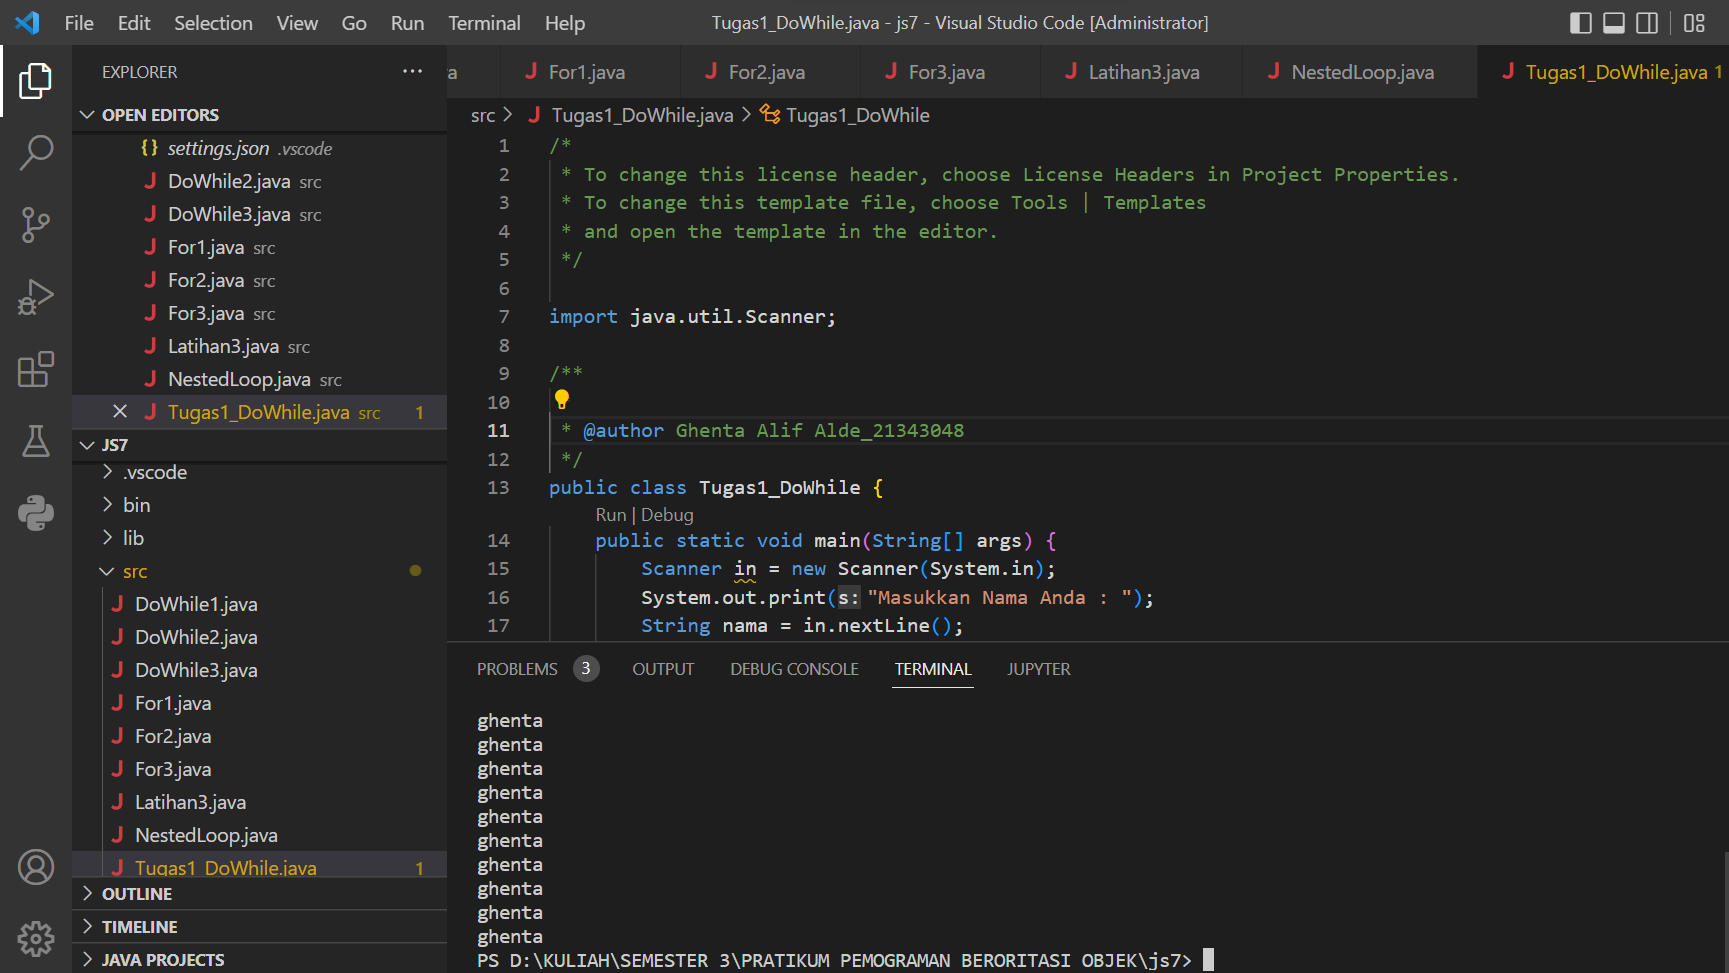 File Edit Selection View Go Run Terminal Help Tugas1_DoWhile.java - js7 - Visual Studio Code [Administrator]
EXPLORER ···
OPEN EDITORS
{} settings.json .vscode
J DoWhile2.java src
J DoWhile3.java src
J For1.java src
J For2.java src
J For3.java src
J Latihan3.java src
J NestedLoop.java src
J Tugas1_DoWhile.java src 1
JS7
.vscode
bin
lib
src
J DoWhile1.java
J DoWhile2.java
J DoWhile3.java
J For1.java
J For2.java
J For3.java
J Latihan3.java
J NestedLoop.java
J Tugas1_DoWhile.java 1
OUTLINE
TIMELINE
JAVA PROJECTS
va J For1.java J For2.java J For3.java J Latihan3.java J NestedLoop.java J Tugas1_DoWhile.java 1
src > J Tugas1_DoWhile.java > Tugas1_DoWhile
1 /*
2 * To change this license header, choose License Headers in Project Properties.
3 * To change this template file, choose Tools | Templates
4 * and open the template in the editor.
5 */
6
7 import java.util.Scanner;
8
9 /**
10
11 * @author Ghenta Alif Alde_21343048
12 */
13 public class Tugas1_DoWhile {
Run | Debug
14 public static void main(String[] args) {
15 Scanner in = new Scanner(System.in);
16 System.out.print(s: "Masukkan Nama Anda : ");
17 String nama = in.nextLine();
PROBLEMS 3 OUTPUT DEBUG CONSOLE TERMINAL JUPYTER
ghenta
ghenta
ghenta
ghenta
ghenta
ghenta
ghenta
ghenta
ghenta
ghenta
PS D:\KULIAH\SEMESTER 3\PRATIKUM PEMOGRAMAN BERORITASI OBJEK\js7>